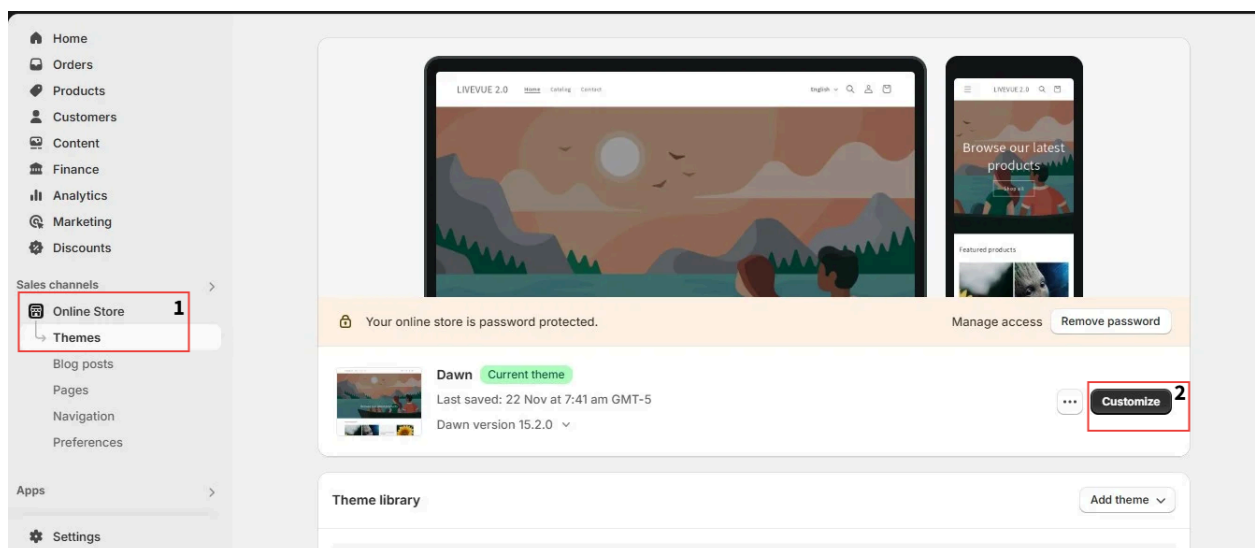 Home
Orders
Products
Customers
Content
Finance
Analytics
Marketing
Discounts
Sales channels
Online Store 1
Themes
Blog posts
Pages
Navigation
Preferences
Apps
Settings
LIVEVUE 2.0 Home Catalog Contact English
LIVEVUE 2.0
Browse our latest
products
Shop all
Featured products
Your online store is password protected. Manage access Remove password
Dawn Current theme
Last saved: 22 Nov at 7:41 am GMT-5
Dawn version 15.2.0
Customize 2
Theme library Add theme